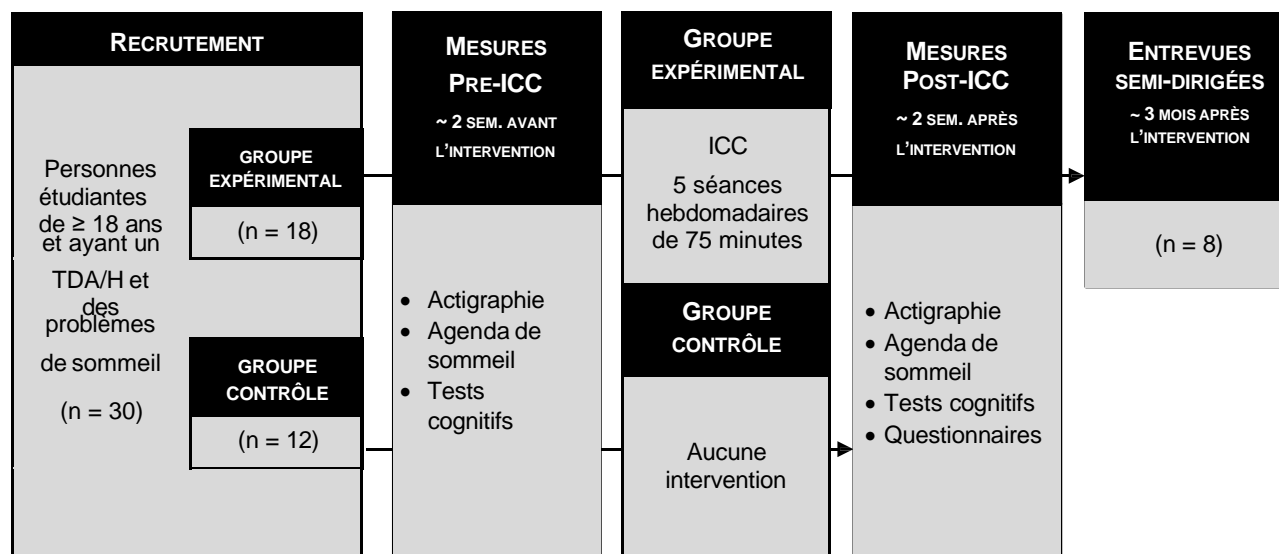 RECRUTEMENT
Personnes
étudiantes
de ≥ 18 ans
et ayant un
TDA/H et
des
problèmes
de sommeil
(n = 30)
GROUPE
EXPÉRIMENTAL
(n = 18)
GROUPE
CONTRÔLE
(n = 12)
MESURES
PRE-ICC
~ 2 SEM. AVANT
L’INTERVENTION
• Actigraphie
• Agenda de
sommeil
• Tests
cognitifs
GROUPE
EXPÉRIMENTAL
ICC
5 séances
hebdomadaires
de 75 minutes
GROUPE
CONTRÔLE
Aucune
intervention
MESURES
POST-ICC
~ 2 SEM. APRÈS
L’INTERVENTION
• Actigraphie
• Agenda de
sommeil
• Tests cognitifs
• Questionnaires
ENTREVUES
SEMI-DIRIGÉES
~ 3 MOIS APRÈS
L’INTERVENTION
(n = 8)